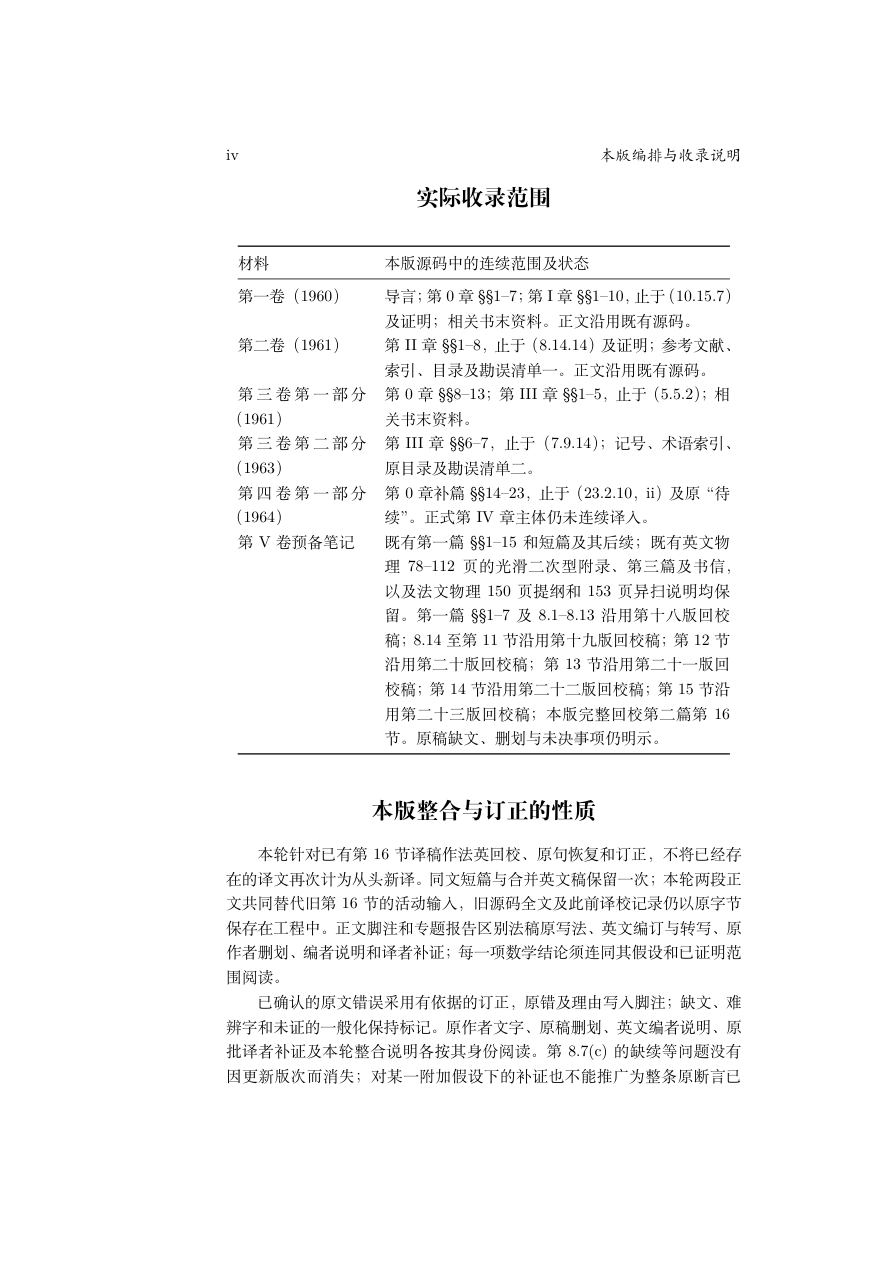 iv 本版编排与收录说明
实际收录范围
材料 本版源码中的连续范围及状态
第一卷（1960） 导言；第 0 章 §§1–7；第 I 章 §§1–10，止于（10.15.7）
及证明；相关书末资料。正文沿用既有源码。
第二卷（1961） 第 II 章 §§1–8，止于（8.14.14）及证明；参考文献、
索引、目录及勘误清单一。正文沿用既有源码。
第三卷第一部分 第 0 章 §§8–13；第 III 章 §§1–5，止于（5.5.2）；相
（1961） 关书末资料。
第三卷第二部分 第 III 章 §§6–7，止于（7.9.14）；记号、术语索引、
（1963） 原目录及勘误清单二。
第四卷第一部分 第 0 章补篇 §§14–23，止于（23.2.10，ii）及原“待
（1964） 续”。正式第 IV 章主体仍未连续译入。
第 V 卷预备笔记 既有第一篇 §§1–15 和短篇及其后续；既有英文物
理 78–112 页的光滑二次型附录、第三篇及书信，
以及法文物理 150 页提纲和 153 页异扫说明均保
留。第一篇 §§1–7 及 8.1–8.13 沿用第十八版回校
稿；8.14 至第 11 节沿用第十九版回校稿；第 12 节
沿用第二十版回校稿；第 13 节沿用第二十一版回
校稿；第 14 节沿用第二十二版回校稿；第 15 节沿
用第二十三版回校稿；本版完整回校第二篇第 16
节。原稿缺文、删划与未决事项仍明示。
本版整合与订正的性质
本轮针对已有第 16 节译稿作法英回校、原句恢复和订正，不将已经存
在的译文再次计为从头新译。同文短篇与合并英文稿保留一次；本轮两段正
文共同替代旧第 16 节的活动输入，旧源码全文及此前译校记录仍以原字节
保存在工程中。正文脚注和专题报告区别法稿原写法、英文编订与转写、原
作者删划、编者说明和译者补证；每一项数学结论须连同其假设和已证明范
围阅读。
已确认的原文错误采用有依据的订正，原错及理由写入脚注；缺文、难
辨字和未证的一般化保持标记。原作者文字、原稿删划、英文编者说明、原
批译者补证及本轮整合说明各按其身份阅读。第 8.7(c) 的缺续等问题没有
因更新版次而消失；对某一附加假设下的补证也不能推广为整条原断言已